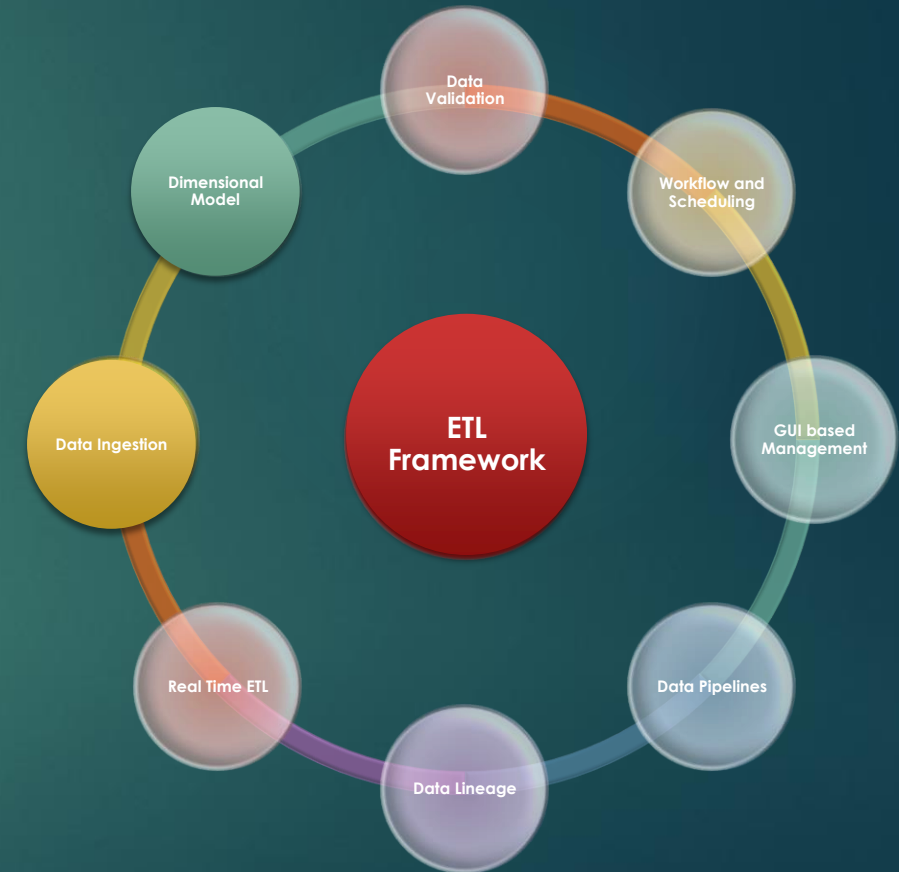 Data
Validation
Workflow and
Scheduling
GUI based
Management
Data Pipelines
Data Lineage
Real Time ETL
Data Ingestion
Dimensional
Model
ETL
Framework